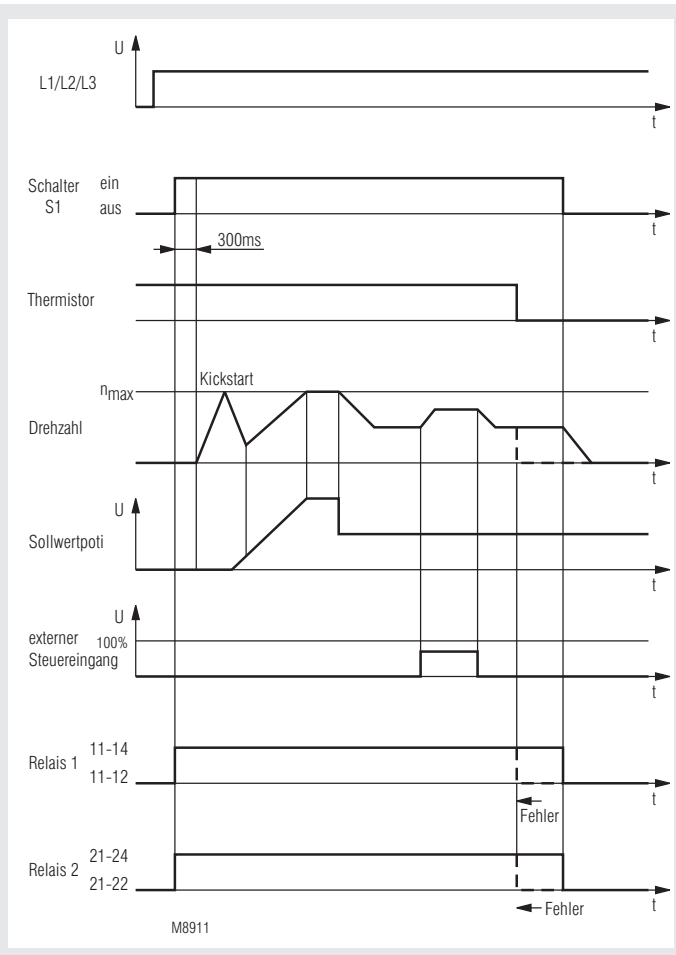 U
L1/L2/L3
t
Schalter ein
S1 aus
t
300ms
Thermistor
t
nmax
Kickstart
Drehzahl
t
U
Sollwertpoti
t
U
externer 100%
Steuereingang
t
11-14
Relais 1
11-12
t
Fehler
21-24
Relais 2
21-22
t
Fehler
M8911